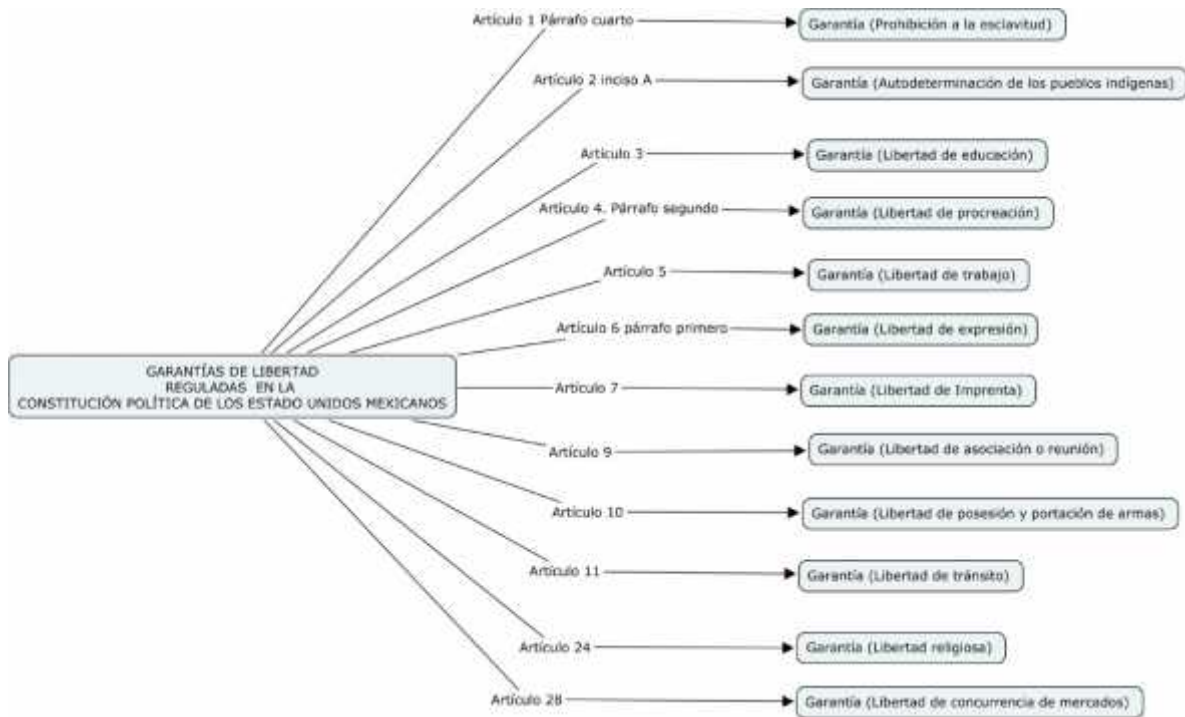 Artículo 1 Párrafo cuarto
Garantía (Prohibición a la esclavitud)
Artículo 2 inciso A
Garantía (Autodeterminación de los pueblos indígenas)
Artículo 3
Garantía (Libertad de educación)
Artículo 4. Párrafo segundo
Garantía (Libertad de procreación)
Artículo 5
Garantía (Libertad de trabajo)
Artículo 6 párrafo primero
Garantía (Libertad de expresión)
GARANTÍAS DE LIBERTAD
REGULADAS EN LA
CONSTITUCIÓN POLÍTICA DE LOS ESTADO UNIDOS MEXICANOS
Artículo 7
Garantía (Libertad de Imprenta)
Artículo 9
Garantía (Libertad de asociación o reunión)
Artículo 10
Garantía (Libertad de posesión y portación de armas)
Artículo 11
Garantía (Libertad de tránsito)
Artículo 24
Garantía (Libertad religiosa)
Artículo 28
Garantía (Libertad de concurrencia de mercados)